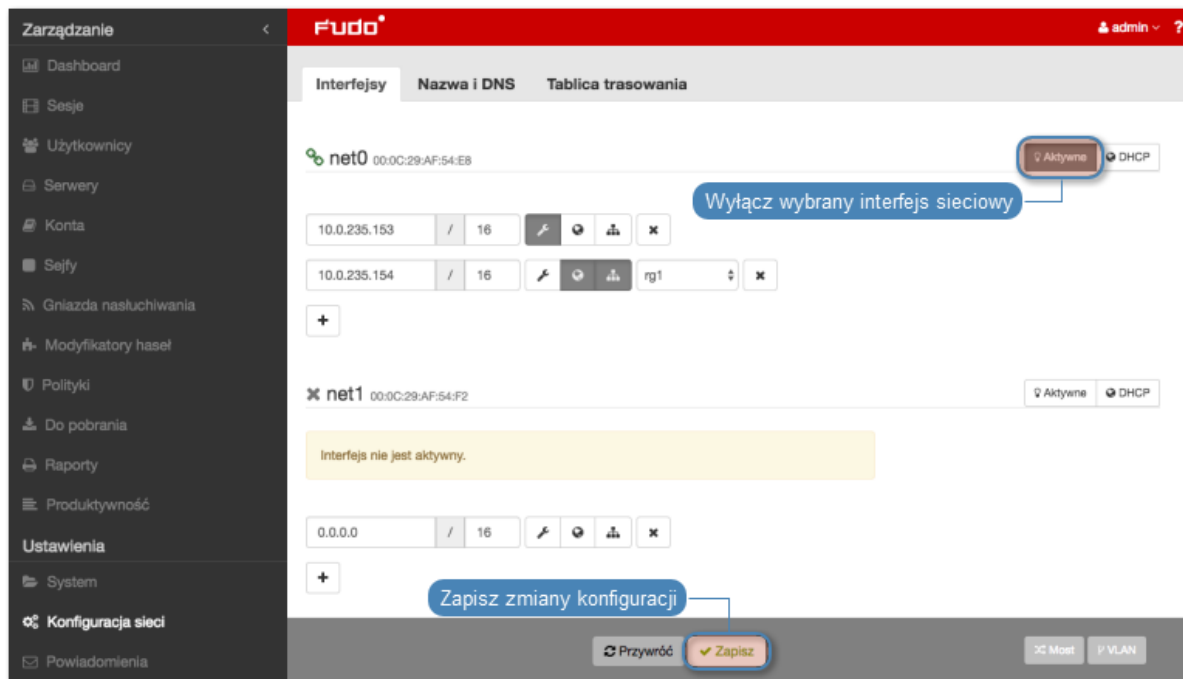 Zarządzanie
Dashboard
Sesje
Użytkownicy
Serwery
Konta
Sejfy
Gniazda nasłuchiwania
Modyfikatory haseł
Polityki
Do pobrania
Raporty
Produktywność
Ustawienia
System
Konfiguracja sieci
Powiadomienia
FUDO
admin ?
Interfejsy Nazwa i DNS Tablica trasowania
net0 00:0C:29:AF:54:E8 Aktywne DHCP
Wyłącz wybrany interfejs sieciowy
10.0.235.153 / 16
10.0.235.154 / 16 rg1
+
net1 00:0C:29:AF:54:F2 Aktywne DHCP
Interfejs nie jest aktywny.
0.0.0.0 / 16
+
Zapisz zmiany konfiguracji
Przywróć Zapisz Most VLAN